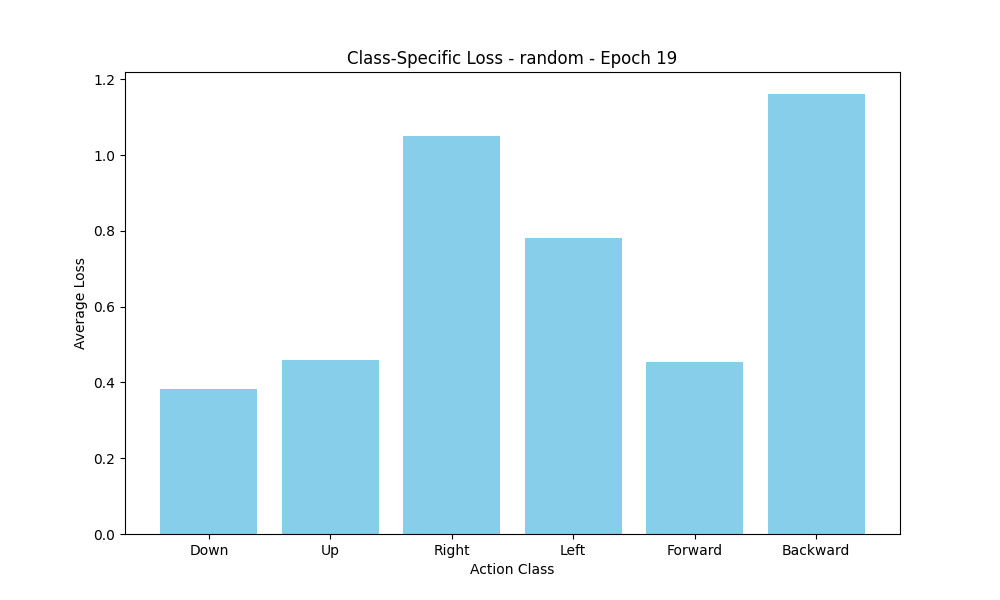 Class-Specific Loss - random - Epoch 19
1.2
1.0
0.8
0.6
0.4
0.2
0.0
Average Loss
Down Up Right Left Forward Backward
Action Class